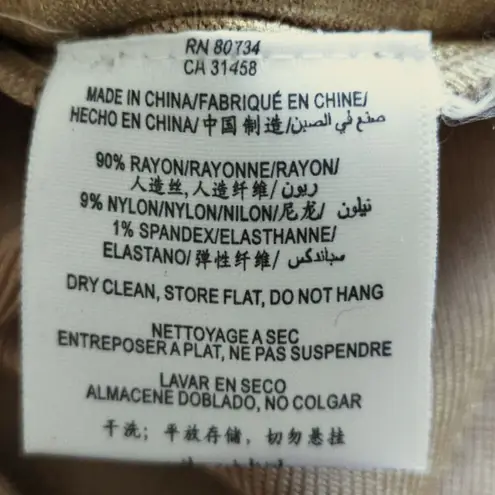 RN 80734
CA 31458
MADE IN CHINA/FABRIQUÉ EN CHINE/
HECHO EN CHINA/中国 制造/صنع في الصين
90% RAYON/RAYONNE/RAYON/
人造丝,人造纤维/ ريون/
9% NYLON/NYLON/NILON/尼龙/ نيلون
1% SPANDEX/ELASTHANNE/
ELASTANO/弹性纤维/ سباندكس
DRY CLEAN, STORE FLAT, DO NOT HANG
NETTOYAGE A SEC
ENTREPOSER A PLAT, NE PAS SUSPENDRE
LAVAR EN SECO
ALMACENE DOBLADO, NO COLGAR
干洗; 平放存储, 切勿悬挂